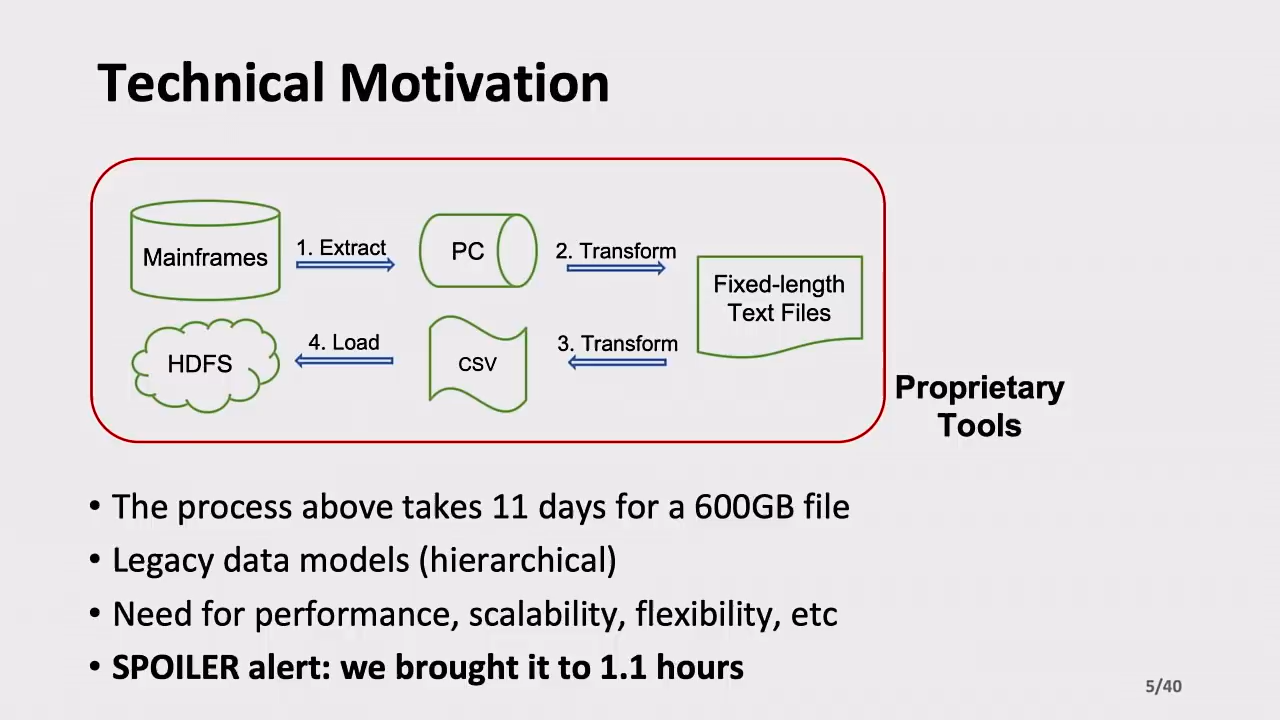 Technical Motivation
Mainframes
1. Extract
PC
2. Transform
Fixed-length
Text Files
3. Transform
CSV
4. Load
HDFS
Proprietary
Tools
• The process above takes 11 days for a 600GB file
• Legacy data models (hierarchical)
• Need for performance, scalability, flexibility, etc
• SPOILER alert: we brought it to 1.1 hours
5/40